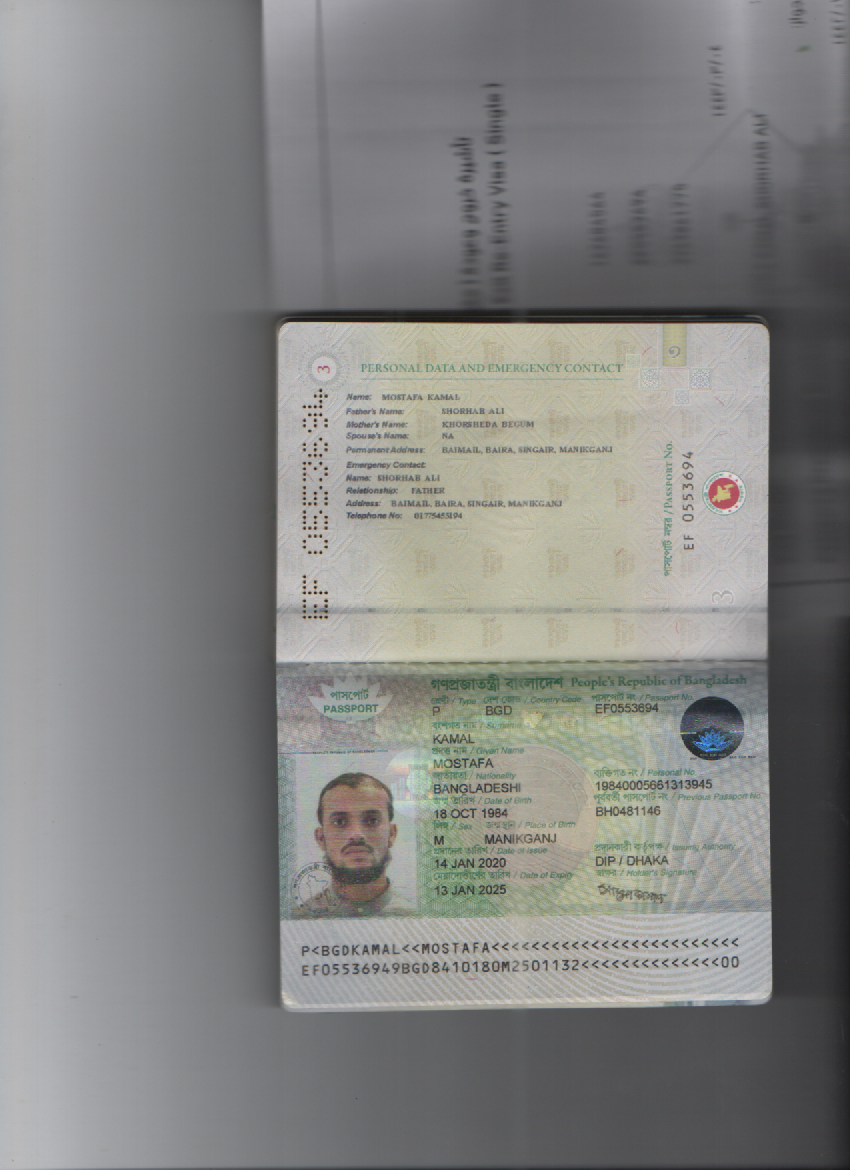 Exit Re-Entry Visa ( Single )
3
PERSONAL DATA AND EMERGENCY CONTACT
Name: MOSTAFA KAMAL
Father's Name: SHORHAB ALI
Mother's Name: KHORSHEDA BEGUM
Spouse's Name: NA
Permanent Address: BAIMAIL, BAIRA, SINGAIR, MANIKGANJ
Emergency Contact:
Name: SHORHAB ALI
Relationship: FATHER
Address: BAIMAIL, BAIRA, SINGAIR, MANIKGANJ
Telephone No:
EF 0553694
পাসপোর্ট নম্বর / PASSPORT No.
EF 0553694
3
গণপ্রজাতন্ত্রী বাংলাদেশ People's Republic of Bangladesh
পাসপোর্ট
PASSPORT
শ্রেণী / Type দেশ কোড / Country Code পাসপোর্ট নং / Passport No.
P BGD EF0553694
KAMAL
Given Name
MOSTAFA
জাতীয়তা / Nationality ব্যক্তিগত নং / Personal No
BANGLADESHI 19840005661313945
জন্ম তারিখ / Date of Birth পূর্ববর্তী পাসপোর্ট নং / Previous Passport No.
18 OCT 1984 BH0481146
লিঙ্গ / Sex জন্মস্থান / Place of Birth
M MANIKGANJ
প্রদানের তারিখ / Date of Issue প্রদানকারী কর্তৃপক্ষ / Issuing Authority
14 JAN 2020 DIP / DHAKA
মেয়াদোত্তীর্ণের তারিখ / Date of Expiry স্বাক্ষর / Holder's Signature
13 JAN 2025
P<BGDKAMAL<<MOSTAFA<<<<<<<<<<<<<<<<<<<<<<<<<
EF05536949BGD8410180M2501132<<<<<<<<<<<<<<00